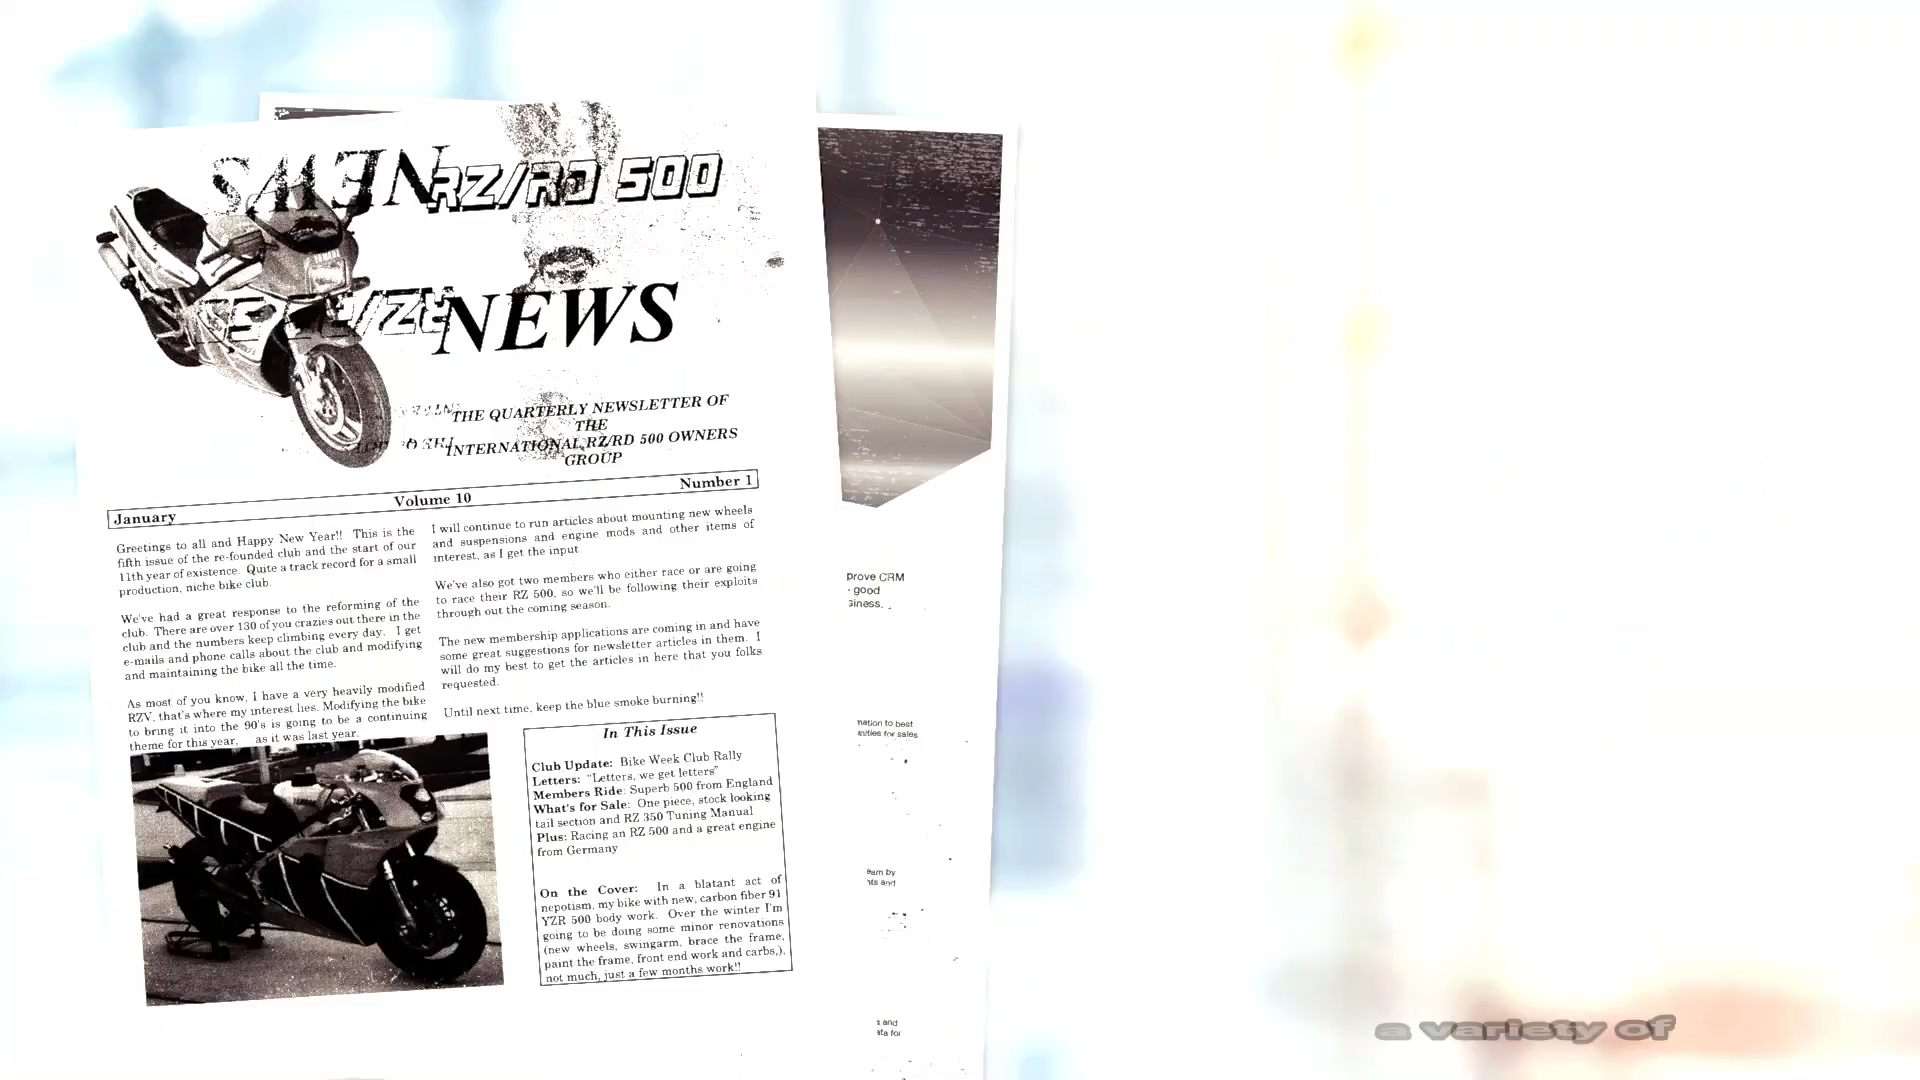 RZ/RD 500
NEWS
THE QUARTERLY NEWSLETTER OF
THE
INTERNATIONAL RZ/RD 500 OWNERS
GROUP
January Volume 10 Number 1
Greetings to all and Happy New Year!! This is the
fifth issue of the re-founded club and the start of our
11th year of existence. Quite a track record for a small
production, niche bike club.
We've had a great response to the reforming of the
club. There are over 130 of you crazies out there in the
club and the numbers keep climbing every day. I get
e-mails and phone calls about the club and modifying
and maintaining the bike all the time.
As most of you know, I have a very heavily modified
RZV, that's where my interest lies. Modifying the bike
to bring it into the 90's is going to be a continuing
theme for this year, as it was last year.
I will continue to run articles about mounting new wheels
and suspensions and engine mods and other items of
interest, as I get the input
We've also got two members who either race or are going
to race their RZ 500, so we'll be following their exploits
through out the coming season.
The new membership applications are coming in and have
some great suggestions for newsletter articles in them. I
will do my best to get the articles in here that you folks
requested.
Until next time, keep the blue smoke burning!!
In This Issue
Club Update: Bike Week Club Rally
Letters: "Letters, we get letters"
Members Ride: Superb 500 from England
What's for Sale: One piece, stock looking
tail section and RZ 350 Tuning Manual
Plus: Racing an RZ 500 and a great engine
from Germany
On the Cover: In a blatant act of
nepotism, my bike with new, carbon fiber 91
YZR 500 body work. Over the winter I'm
going to be doing some minor renovations
(new wheels, swingarm, brace the frame,
paint the frame, front end work and carbs,).
not much, just a few months work!!
prove CRM
good
for sales
to best
by
and
and
for
a variety of